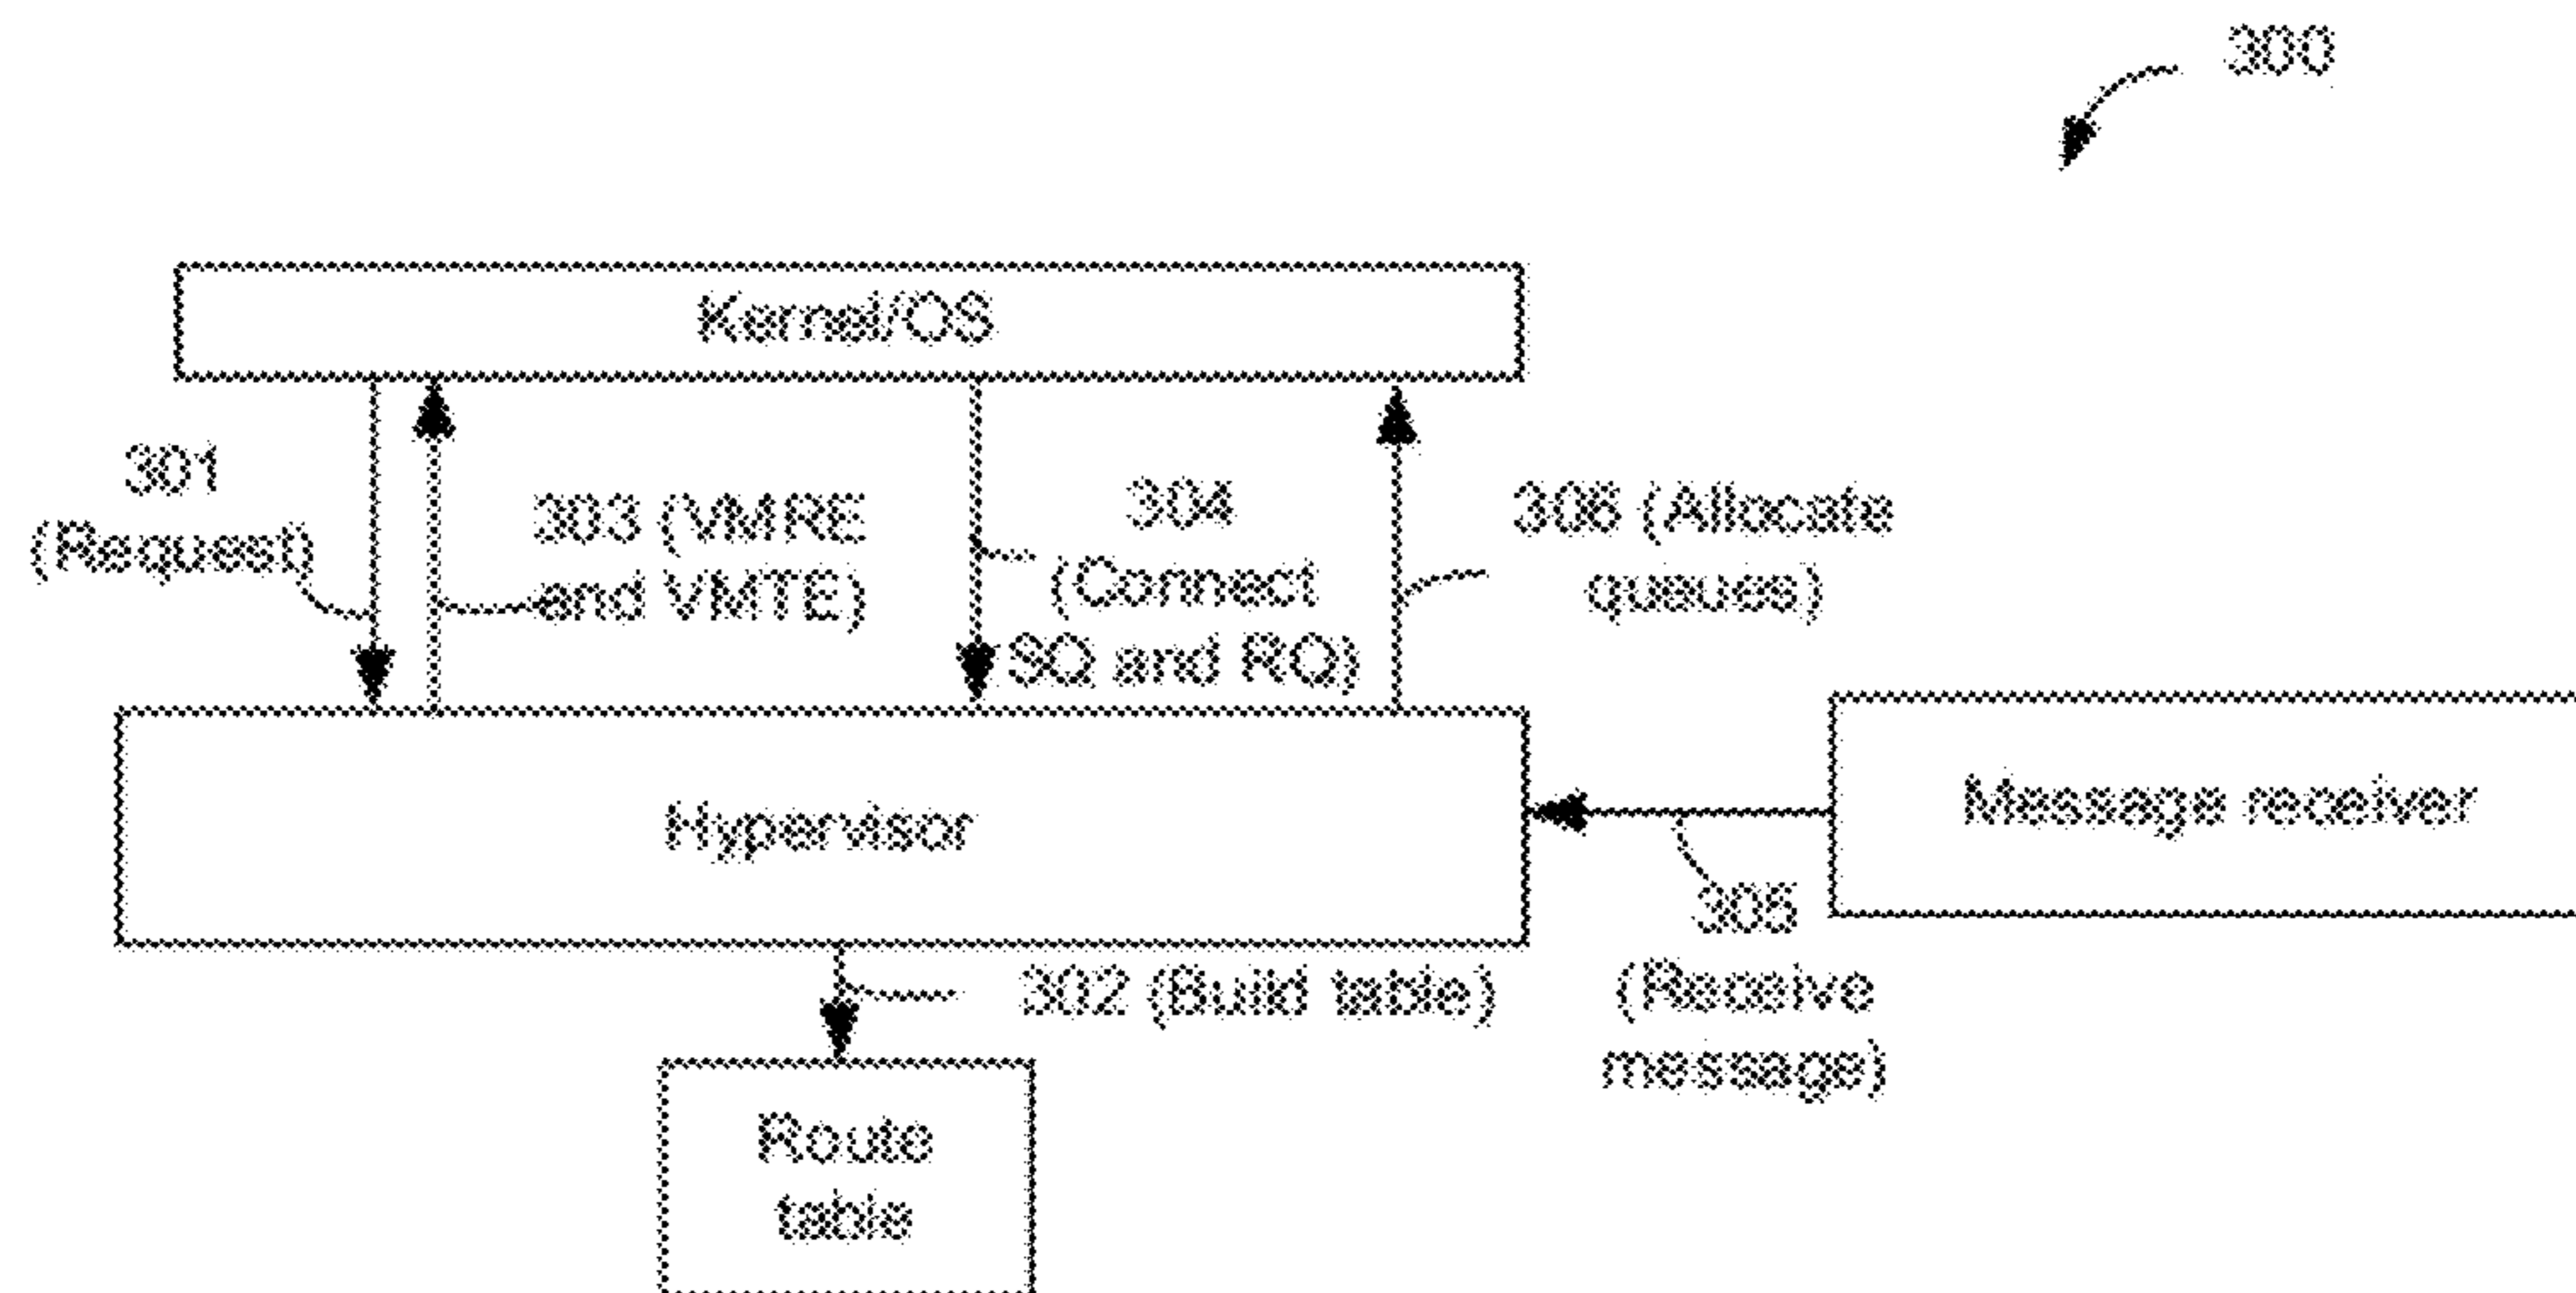 300
Kernel/OS
301
(Request)
303 (VMRE
and VMTE)
304
(Connect
SQ and RQ)
306 (Allocate
queues)
Hypervisor
Message receiver
305
(Receive
message)
302 (Build table)
Route
table